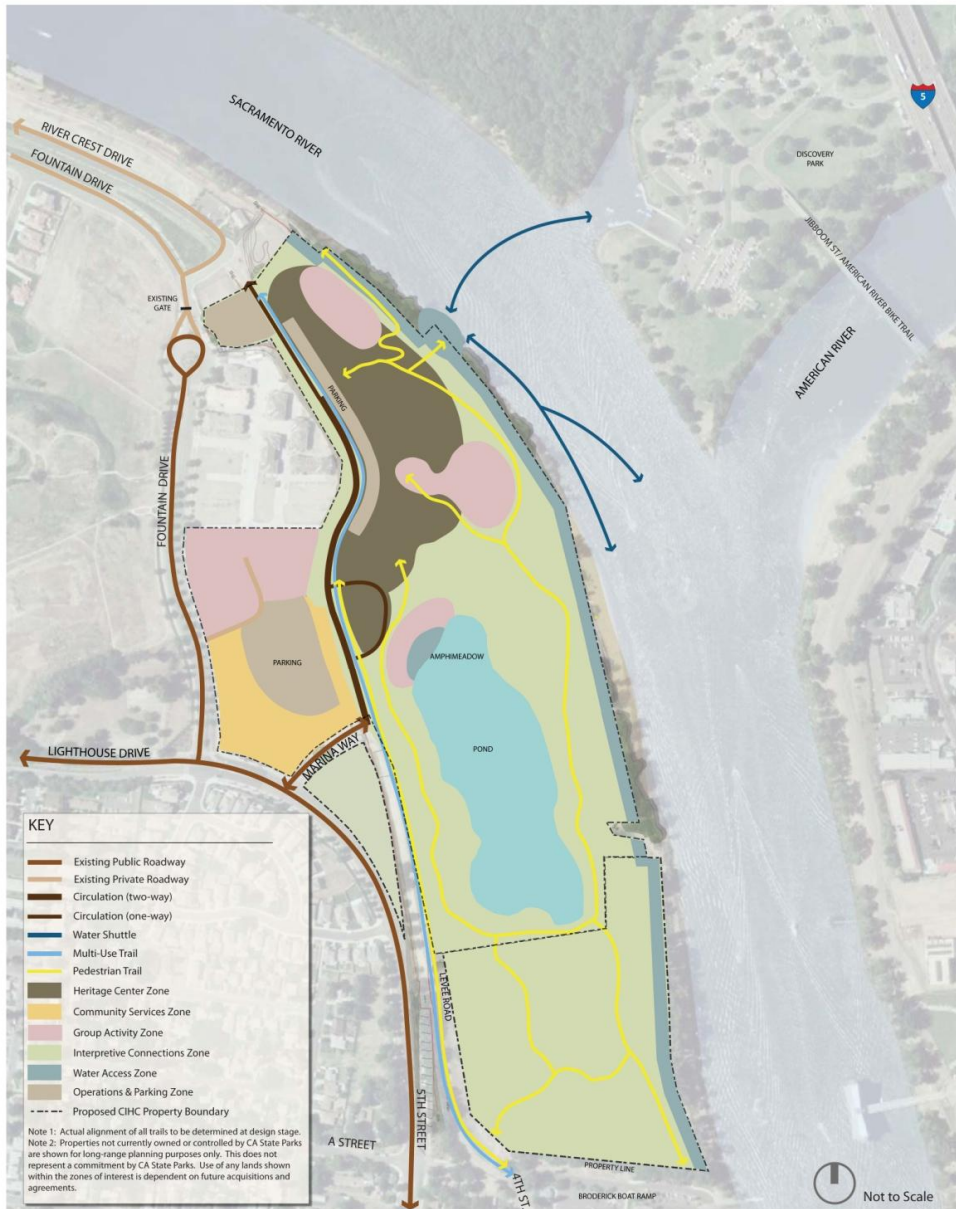 5
SACRAMENTO RIVER
RIVER CREST DRIVE
FOUNTAIN DRIVE
DISCOVERY
PARK
JIBBOOM ST/ AMERICAN RIVER BIKE TRAIL
AMERICAN RIVER
EXISTING
GATE
PARKING
FOUNTAIN DRIVE
PARKING
AMPHIMEADOW
POND
LIGHTHOUSE DRIVE
MARINA WAY
LEVEE ROAD
5TH STREET
A STREET
4TH ST.
PROPERTY LINE
BRODERICK BOAT RAMP
KEY
Existing Public Roadway
Existing Private Roadway
Circulation (two-way)
Circulation (one-way)
Water Shuttle
Multi-Use Trail
Pedestrian Trail
Heritage Center Zone
Community Services Zone
Group Activity Zone
Interpretive Connections Zone
Water Access Zone
Operations & Parking Zone
Proposed CIHC Property Boundary
Note 1: Actual alignment of all trails to be determined at design stage.
Note 2: Properties not currently owned or controlled by CA State Parks
are shown for long-range planning purposes only. This does not
represent a commitment by CA State Parks. Use of any lands shown
within the zones of interest is dependent on future acquisitions and
agreements.
Not to Scale